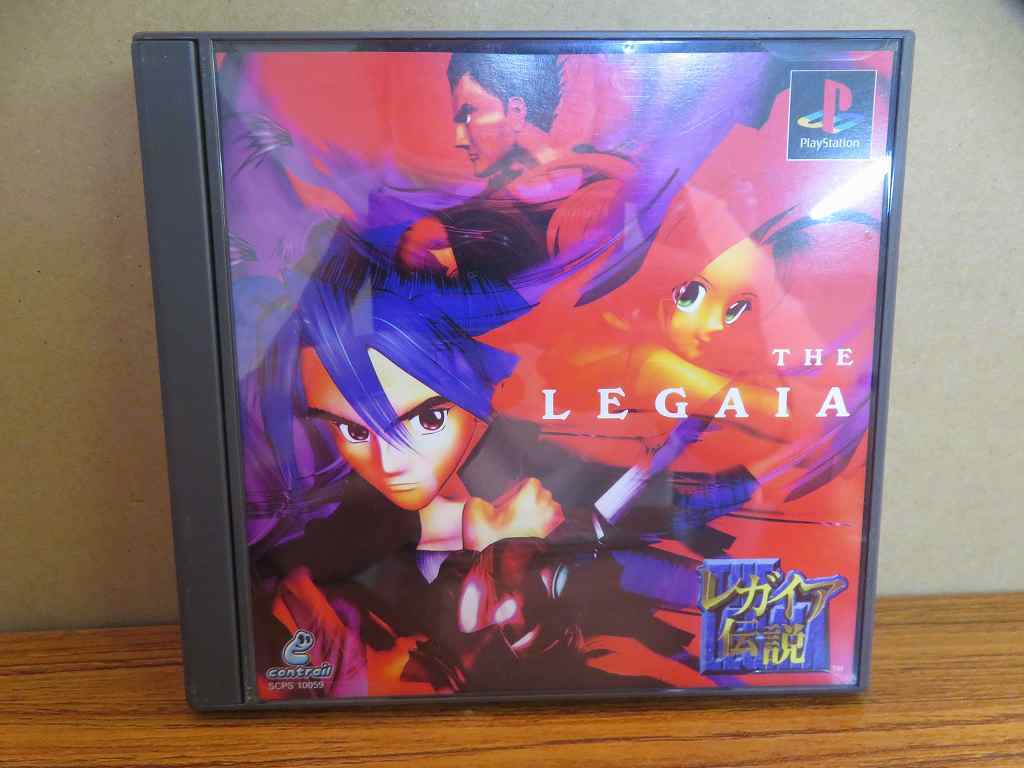 PlayStation
THE
LEGAIA
レガイア
伝説
TM
contrail
SCPS 10059